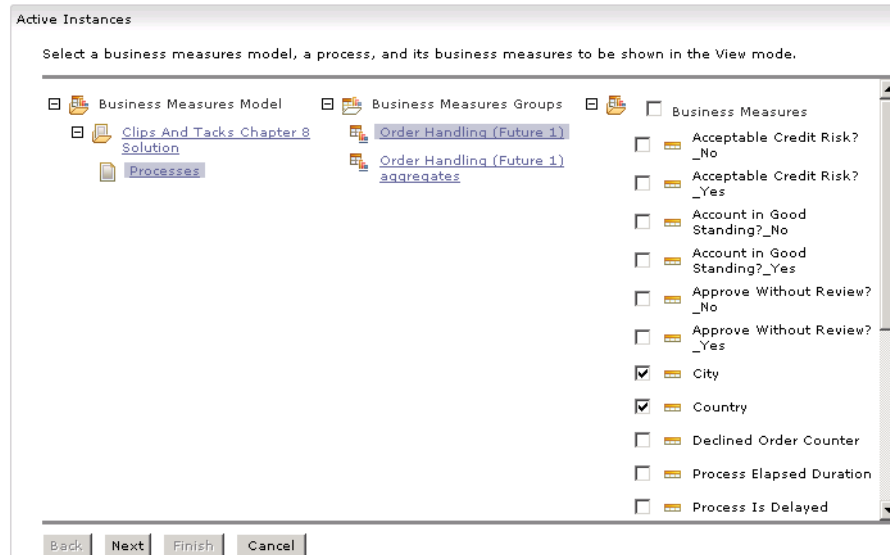 Active Instances
Select a business measures model, a process, and its business measures to be shown in the View mode.
Business Measures Model
Clips And Tacks Chapter 8
Solution
Processes
Business Measures Groups
Order Handling (Future 1)
Order Handling (Future 1)
aggregates
Business Measures
Acceptable Credit Risk?
_No
Acceptable Credit Risk?
_Yes
Account in Good
Standing?_No
Account in Good
Standing?_Yes
Approve Without Review?
_No
Approve Without Review?
_Yes
City
Country
Declined Order Counter
Process Elapsed Duration
Process Is Delayed
Back Next Finish Cancel